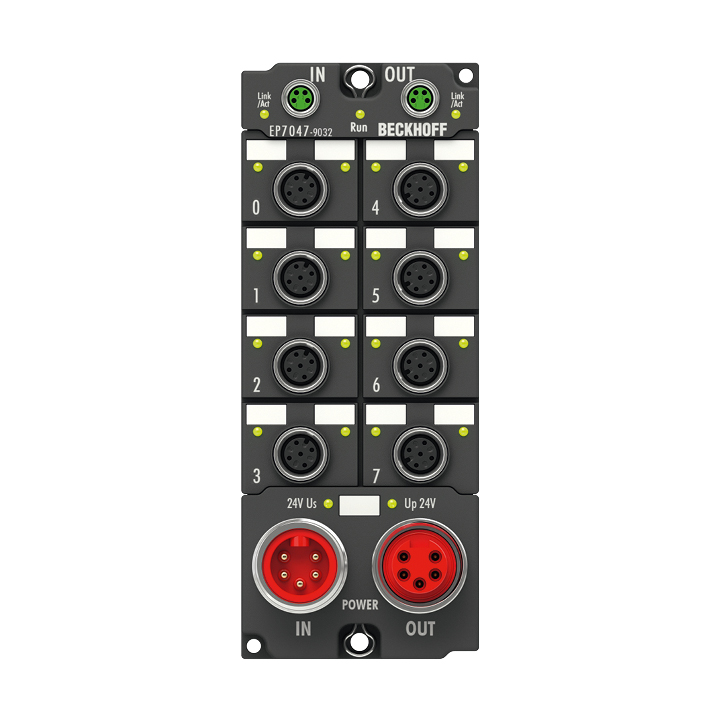 IN OUT
Link
/Act
Link
/Act
EP7047-9032 Run BECKHOFF
0 4
1 5
2 6
3 7
24V Us Up 24V
POWER
IN OUT